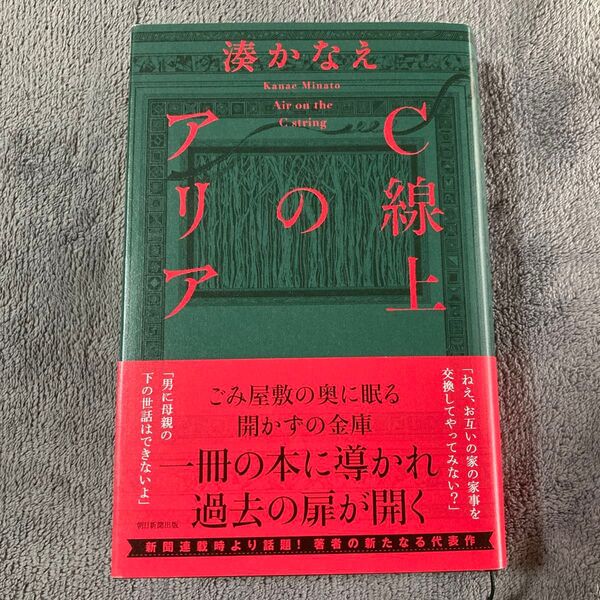 湊かなえ
Kanae Minato
Air on the
C string
C線上
の
アリア
「ねえ、お互いの家の家事を
交換してやってみない?」
ごみ屋敷の奥に眠る
開かずの金庫
一冊の本に導かれ
過去の扉が開く
「男に母親の
下の世話はできないよ」
朝日新聞出版
新聞連載時より話題! 著者の新たなる代表作